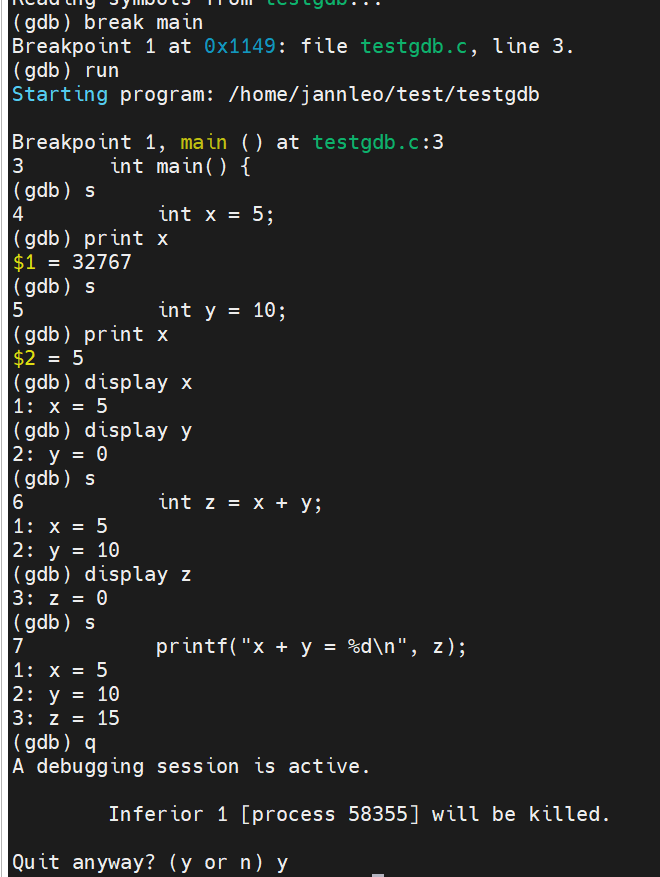 Reading symbols from testgdb...
(gdb) break main
Breakpoint 1 at 0x1149: file testgdb.c, line 3.
(gdb) run
Starting program: /home/jannleo/test/testgdb
Breakpoint 1, main () at testgdb.c:3
3       int main() {
(gdb) s
4           int x = 5;
(gdb) print x
$1 = 32767
(gdb) s
5           int y = 10;
(gdb) print x
$2 = 5
(gdb) display x
1: x = 5
(gdb) display y
2: y = 0
(gdb) s
6           int z = x + y;
1: x = 5
2: y = 10
(gdb) display z
3: z = 0
(gdb) s
7           printf("x + y = %d\n", z);
1: x = 5
2: y = 10
3: z = 15
(gdb) q
A debugging session is active.
        Inferior 1 [process 58355] will be killed.
Quit anyway? (y or n) y